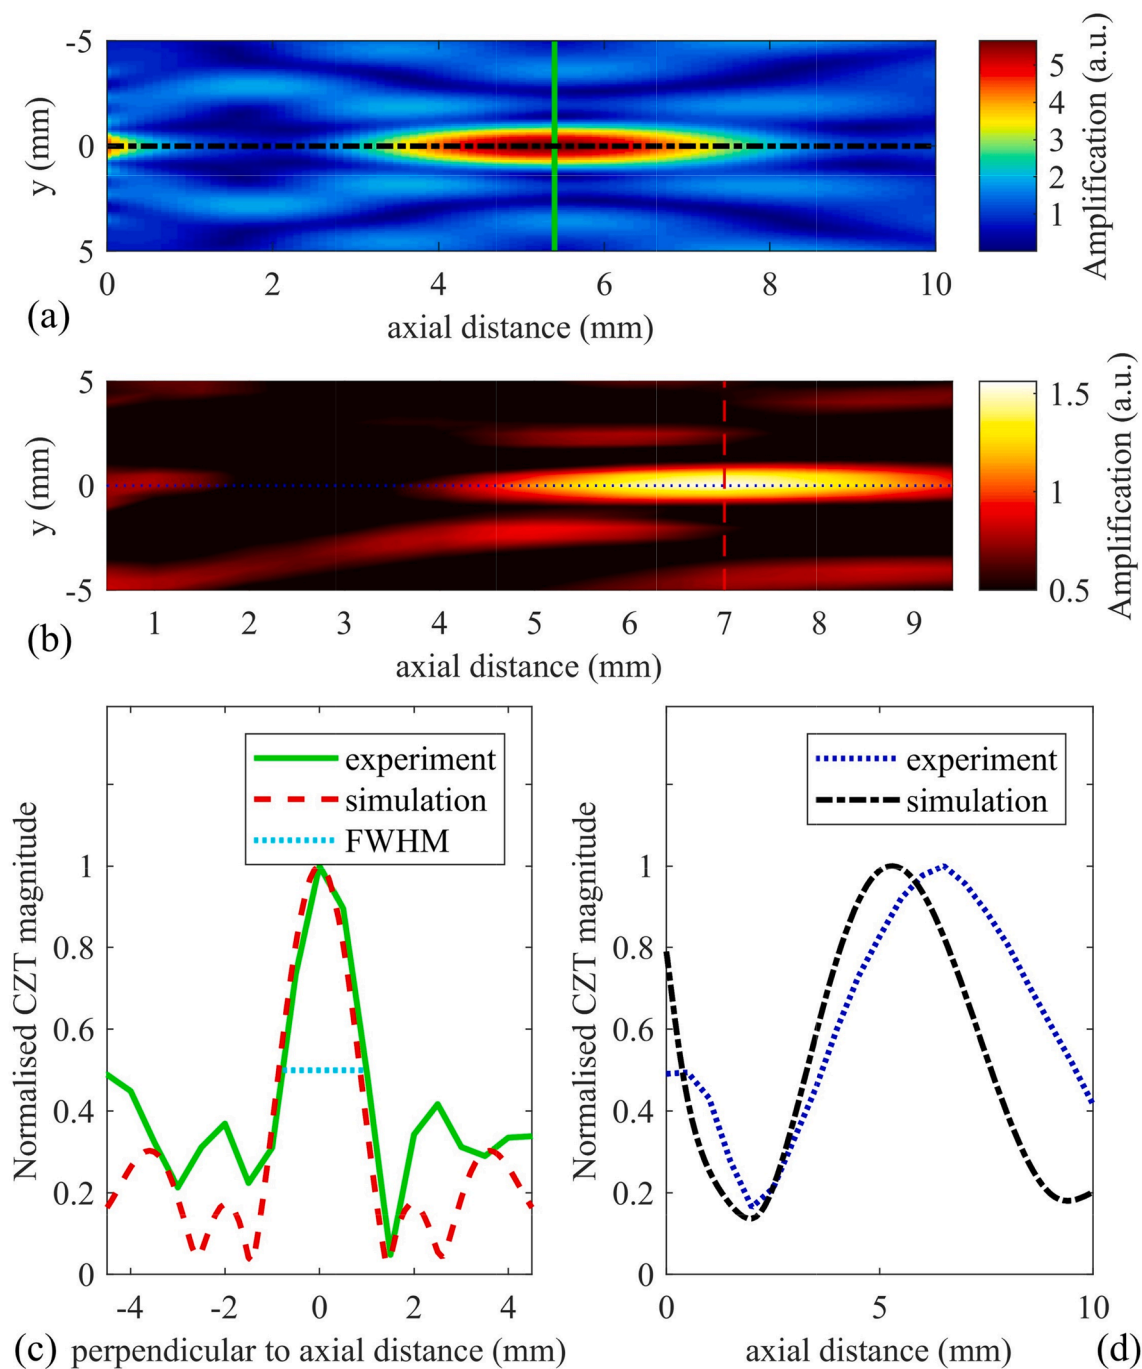 -5
0
5
y (mm)
0 2 4 6 8 10
axial distance (mm)
5
4
3
2
1
Amplification (a.u.)
(a)
5
0
-5
y (mm)
1 2 3 4 5 6 7 8 9
axial distance (mm)
1.5
1
0.5
Amplification (a.u.)
(b)
experiment
simulation
FWHM
1
0.8
0.6
0.4
0.2
0
Normalised CZT magnitude
-4 -2 0 2 4
(c) perpendicular to axial distance (mm)
experiment
simulation
1
0.8
0.6
0.4
0.2
0
Normalised CZT magnitude
0 5 10
axial distance (mm) (d)